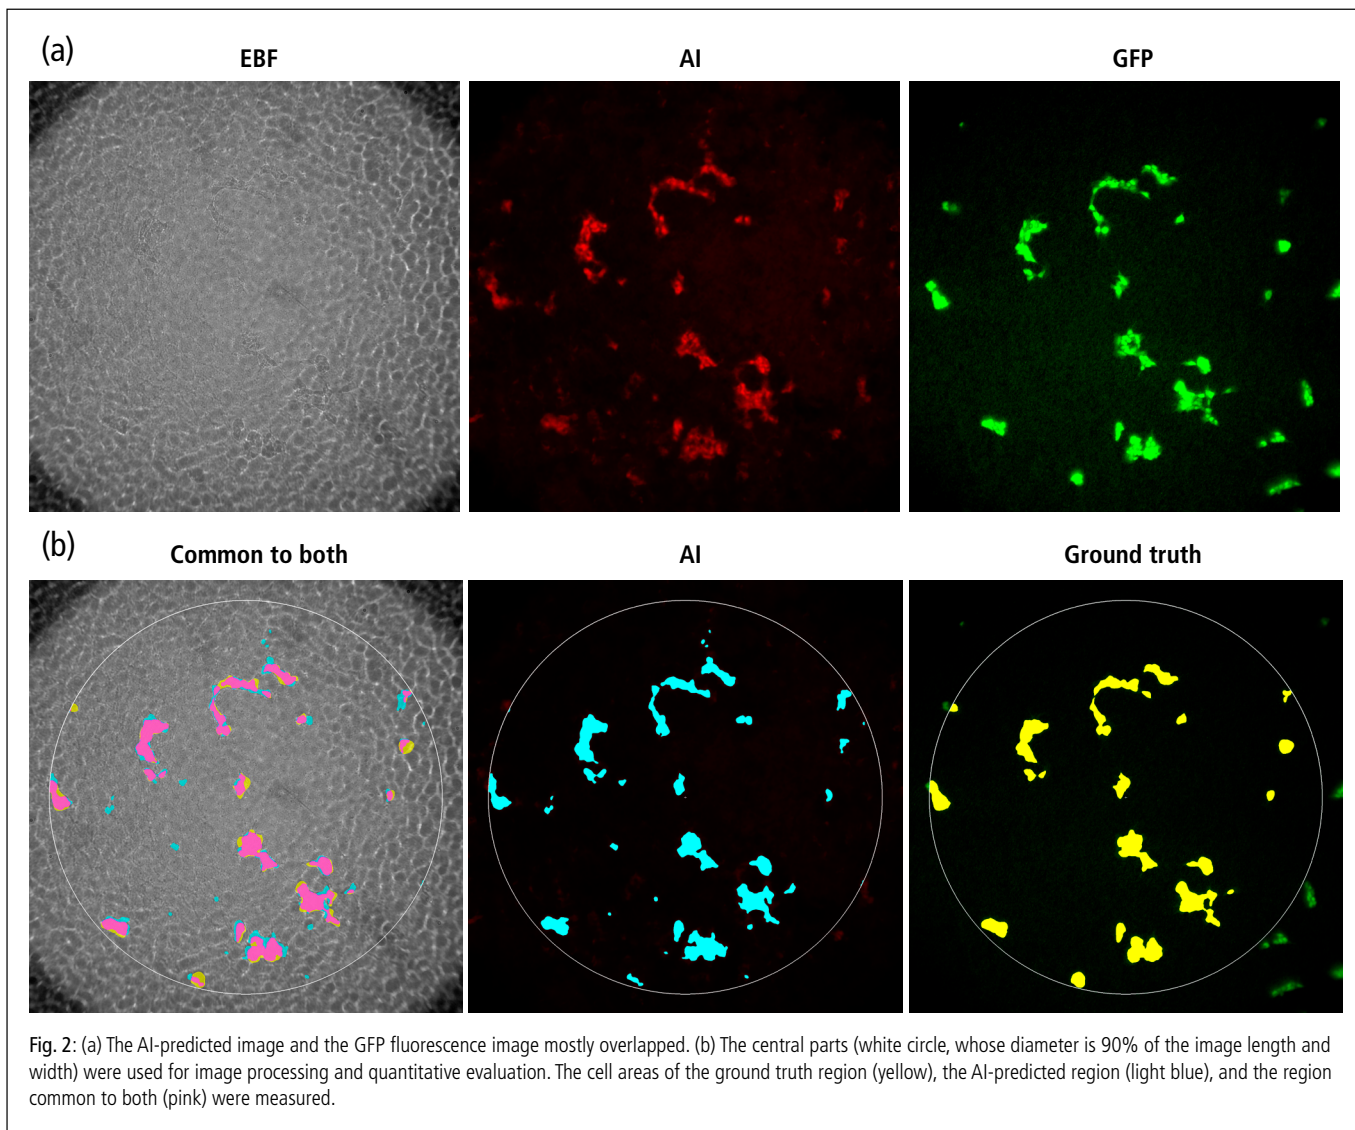 (a)
EBF
AI
GFP
(b)
Common to both
AI
Ground truth
Fig. 2: (a) The AI-predicted image and the GFP fluorescence image mostly overlapped. (b) The central parts (white circle, whose diameter is 90% of the image length and
width) were used for image processing and quantitative evaluation. The cell areas of the ground truth region (yellow), the AI-predicted region (light blue), and the region
common to both (pink) were measured.